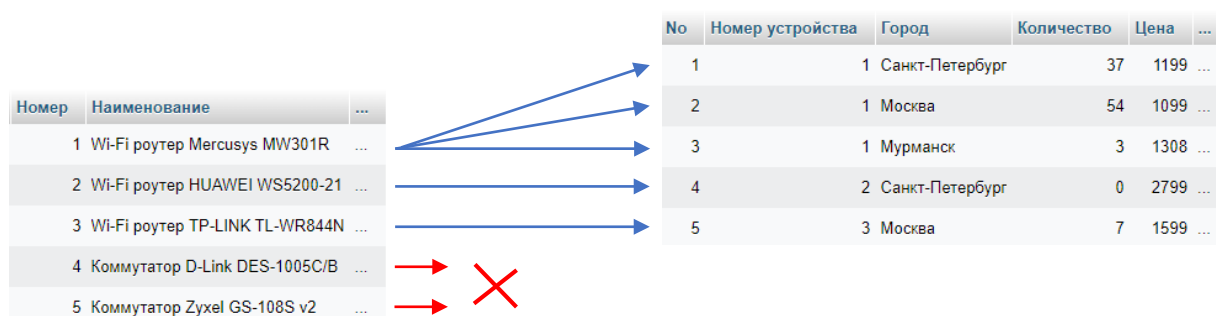 Номер Наименование ...
1 Wi-Fi роутер Mercusys MW301R ...
2 Wi-Fi роутер HUAWEI WS5200-21 ...
3 Wi-Fi роутер TP-LINK TL-WR844N ...
4 Коммутатор D-Link DES-1005C/B ...
5 Коммутатор Zyxel GS-108S v2 ...
No Номер устройства Город Количество Цена ...
1 1 Санкт-Петербург 37 1199 ...
2 1 Москва 54 1099 ...
3 1 Мурманск 3 1308 ...
4 2 Санкт-Петербург 0 2799 ...
5 3 Москва 7 1599 ...